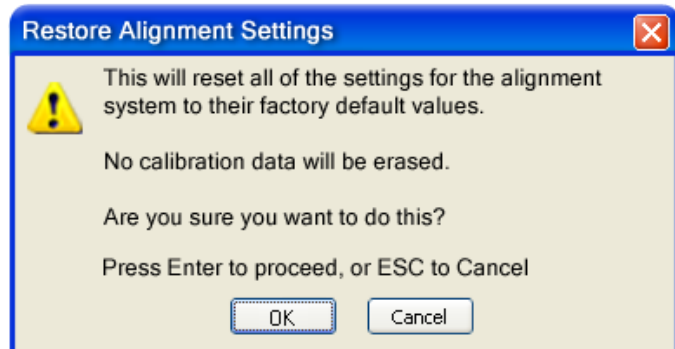 Restore Alignment Settings
This will reset all of the settings for the alignment
system to their factory default values.
No calibration data will be erased.
Are you sure you want to do this?
Press Enter to proceed, or ESC to Cancel
OK
Cancel